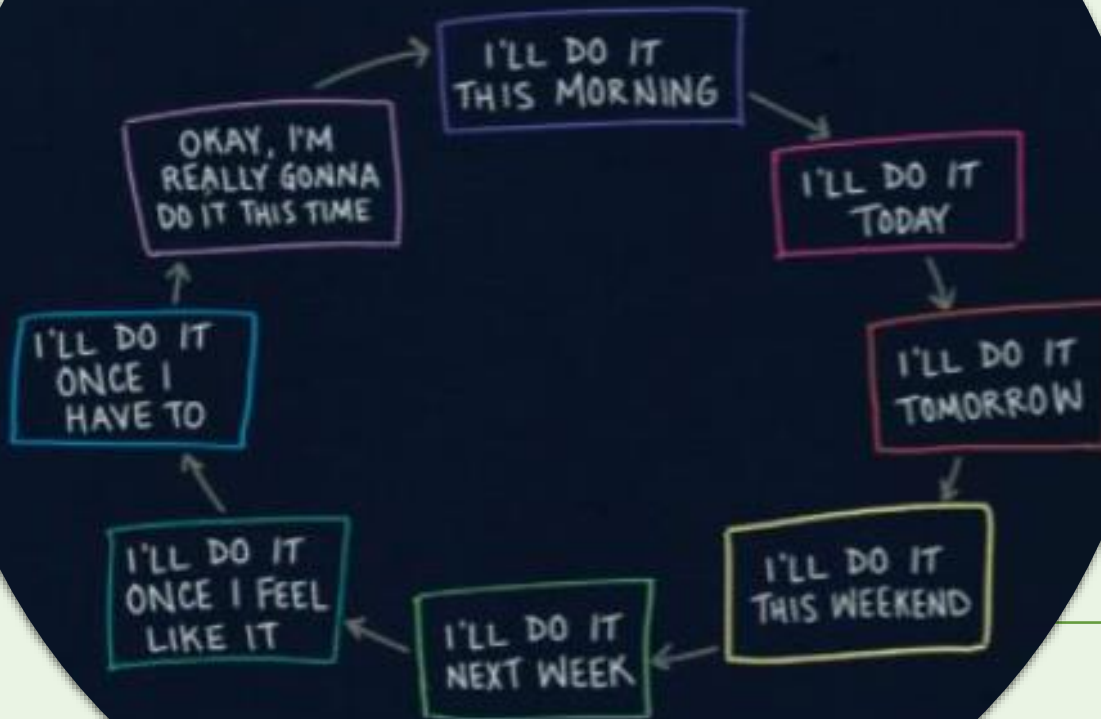 I'LL DO IT
THIS MORNING
I'LL DO IT
TODAY
I'LL DO IT
TOMORROW
I'LL DO IT
THIS WEEKEND
I'LL DO IT
NEXT WEEK
I'LL DO IT
ONCE I FEEL
LIKE IT
I'LL DO IT
ONCE I
HAVE TO
OKAY, I'M
REALLY GONNA
DO IT THIS TIME